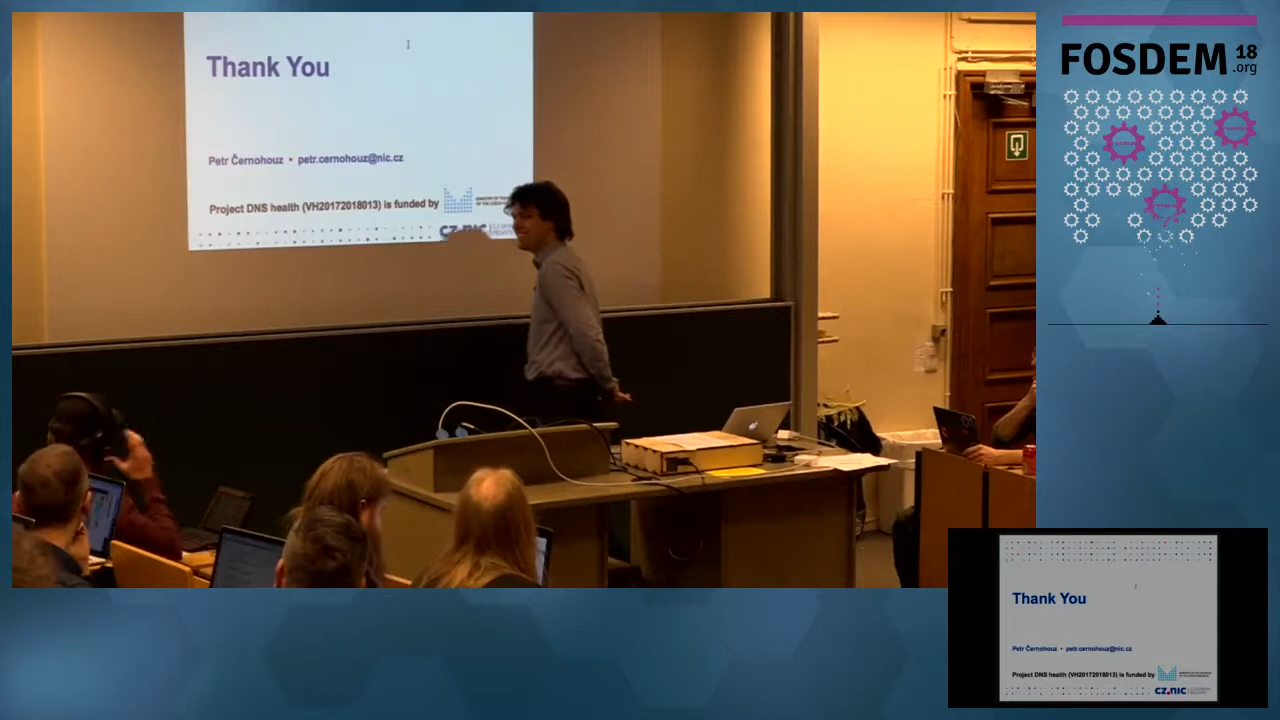 Thank You
Petr Černohouz • petr.cernohouz@nic.cz
Project DNS health (VH20172018013) is funded by
cz.nic
FOSDEM 18
.org
Thank You
Petr Černohouz • petr.cernohouz@nic.cz
Project DNS health (VH20172018013) is funded by
cz.nic